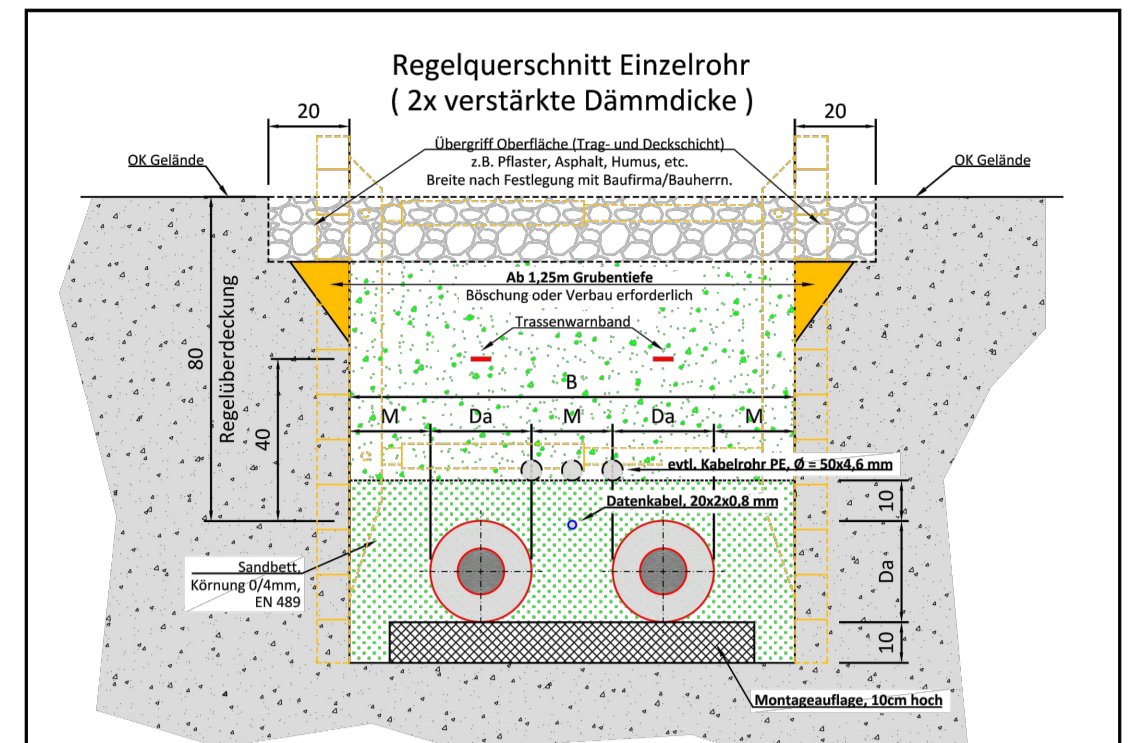 Regelquerschnitt Einzelrohr
( 2x verstärkte Dämmdicke )
20
20
Übergriff Oberfläche (Trag- und Deckschicht)
z.B. Pflaster, Asphalt, Humus, etc.
Breite nach Festlegung mit Baufirma/Bauherrn.
OK Gelände
OK Gelände
Ab 1,25m Grubentiefe
Böschung oder Verbau erforderlich
Trassenwarnband
80
Regelüberdeckung
40
B
M
Da
M
Da
M
evtl. Kabelrohr PE, Ø = 50x4,6 mm
Datenkabel, 20x2x0,8 mm
10
Da
10
Sandbett,
Körnung 0/4mm,
EN 489
Montageauflage, 10cm hoch